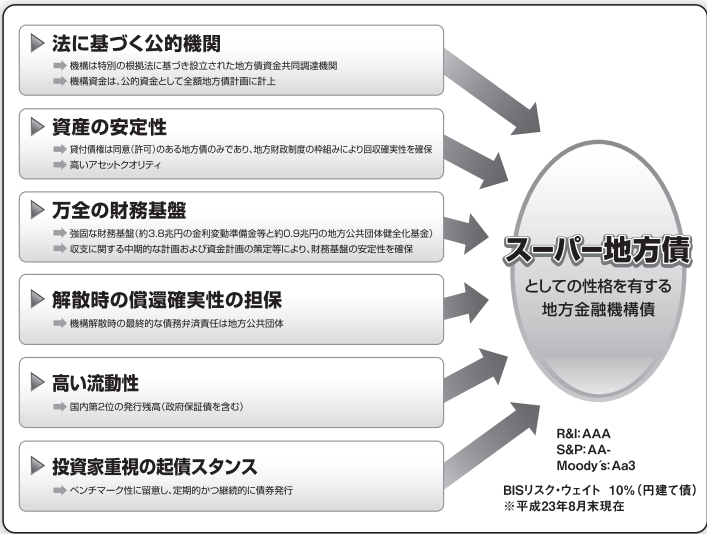 法に基づく公的機関
機構は特別の根拠法に基づき設立された地方債資金共同調達機関
機構資金は、公的資金として全額地方債計画に計上
資産の安定性
貸付債権は同意(許可)のある地方債のみであり、地方財政制度の枠組みにより回収確実性を確保
高いアセットクオリティ
万全の財務基盤
強固な財務基盤(約3.8兆円の金利変動準備金等と約0.9兆円の地方公共団体健全化基金)
収支に関する中期的な計画および資金計画の策定等により、財務基盤の安定性を確保
解散時の償還確実性の担保
機構解散時の最終的な債務弁済責任は地方公共団体
高い流動性
国内第2位の発行残高(政府保証債を含む)
投資家重視の起債スタンス
ベンチマーク性に留意し、定期的かつ継続的に債券発行
スーパー地方債
としての性格を有する
地方金融機構債
R&I:AAA
S&P:AA-
Moody's:Aa3
BISリスク・ウェイト 10%(円建て債)
※平成23年8月末現在